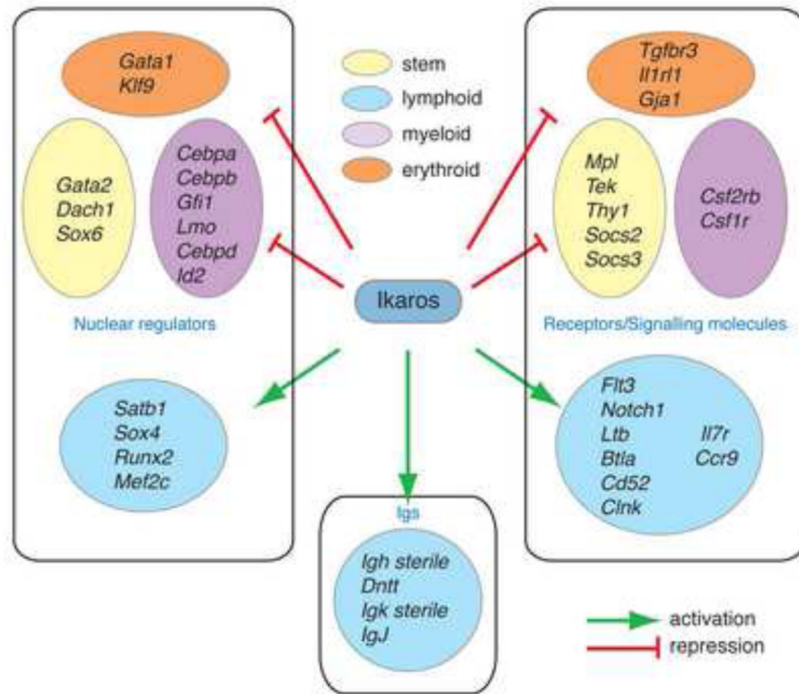 Gata1
Klf9
Gata2
Dach1
Sox6
Cebpa
Cebpb
Gfi1
Lmo
Cebpd
Id2
Nuclear regulators
Satb1
Sox4
Runx2
Mef2c
stem
lymphoid
myeloid
erythroid
Ikaros
Igs
Igh sterile
Dntt
Igk sterile
IgJ
Tgfbr3
Il1rl1
Gja1
Mpl
Tek
Thy1
Socs2
Socs3
Csf2rb
Csf1r
Receptors/Signalling molecules
Flt3
Notch1
Ltb
Btla
Cd52
Clnk
Il7r
Ccr9
activation
repression